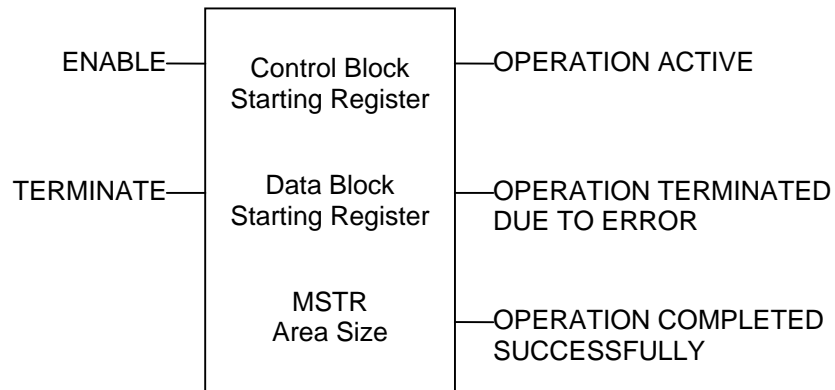 ENABLE
Control Block
Starting Register
OPERATION ACTIVE
TERMINATE
Data Block
Starting Register
OPERATION TERMINATED
DUE TO ERROR
MSTR
Area Size
OPERATION COMPLETED
SUCCESSFULLY